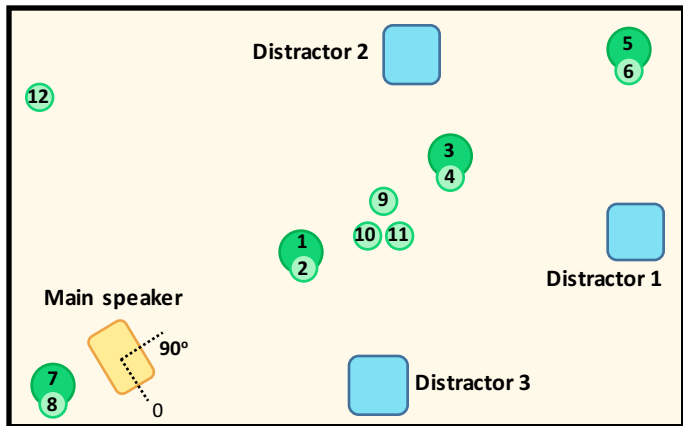 5
Distractor 2
6
12
3
4
9
10 11
1
2
Distractor 1
Main speaker
90º
7
Distractor 3
8
0